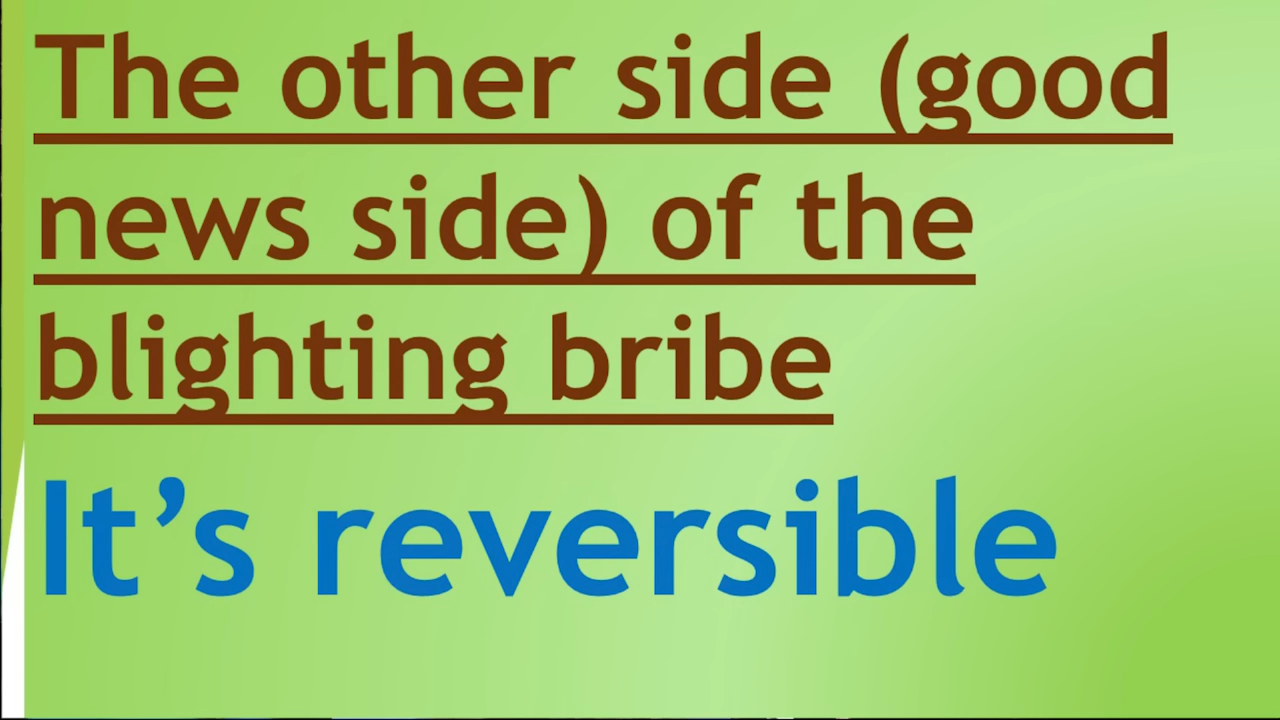 The other side (good
news side) of the
blighting bribe
It’s reversible